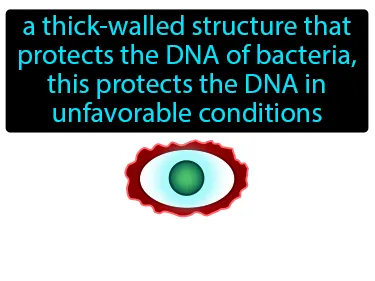 a thick-walled structure that
protects the DNA of bacteria,
this protects the DNA in
unfavorable conditions